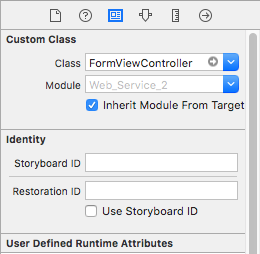 Custom Class
Class FormViewController
Module Web_Service_2
Inherit Module From Target
Identity
Storyboard ID
Restoration ID
Use Storyboard ID
User Defined Runtime Attributes